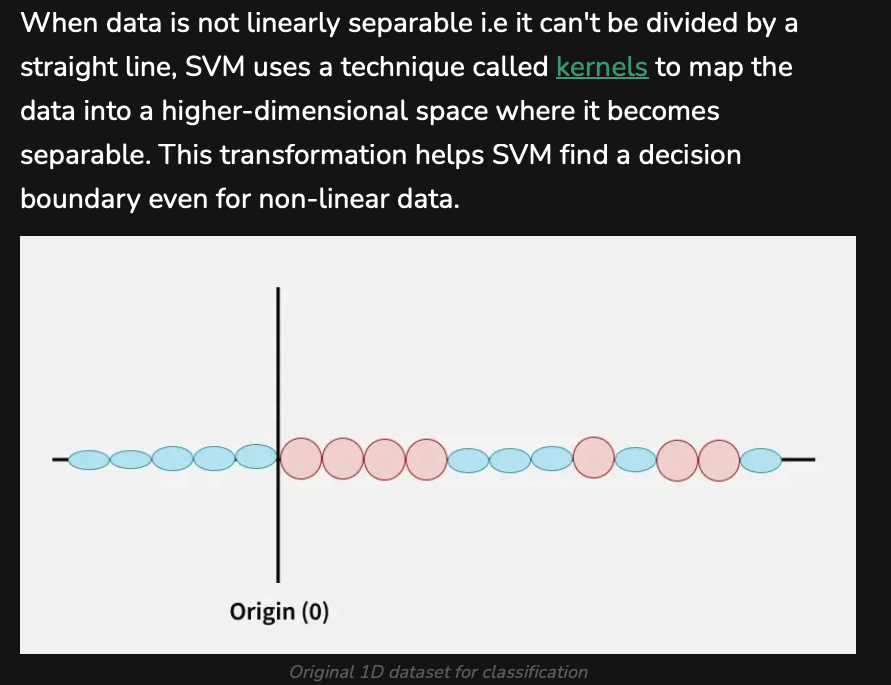 When data is not linearly separable i.e it can't be divided by a
straight line, SVM uses a technique called kernels to map the
data into a higher-dimensional space where it becomes
separable. This transformation helps SVM find a decision
boundary even for non-linear data.
Origin (0)
Original 1D dataset for classification